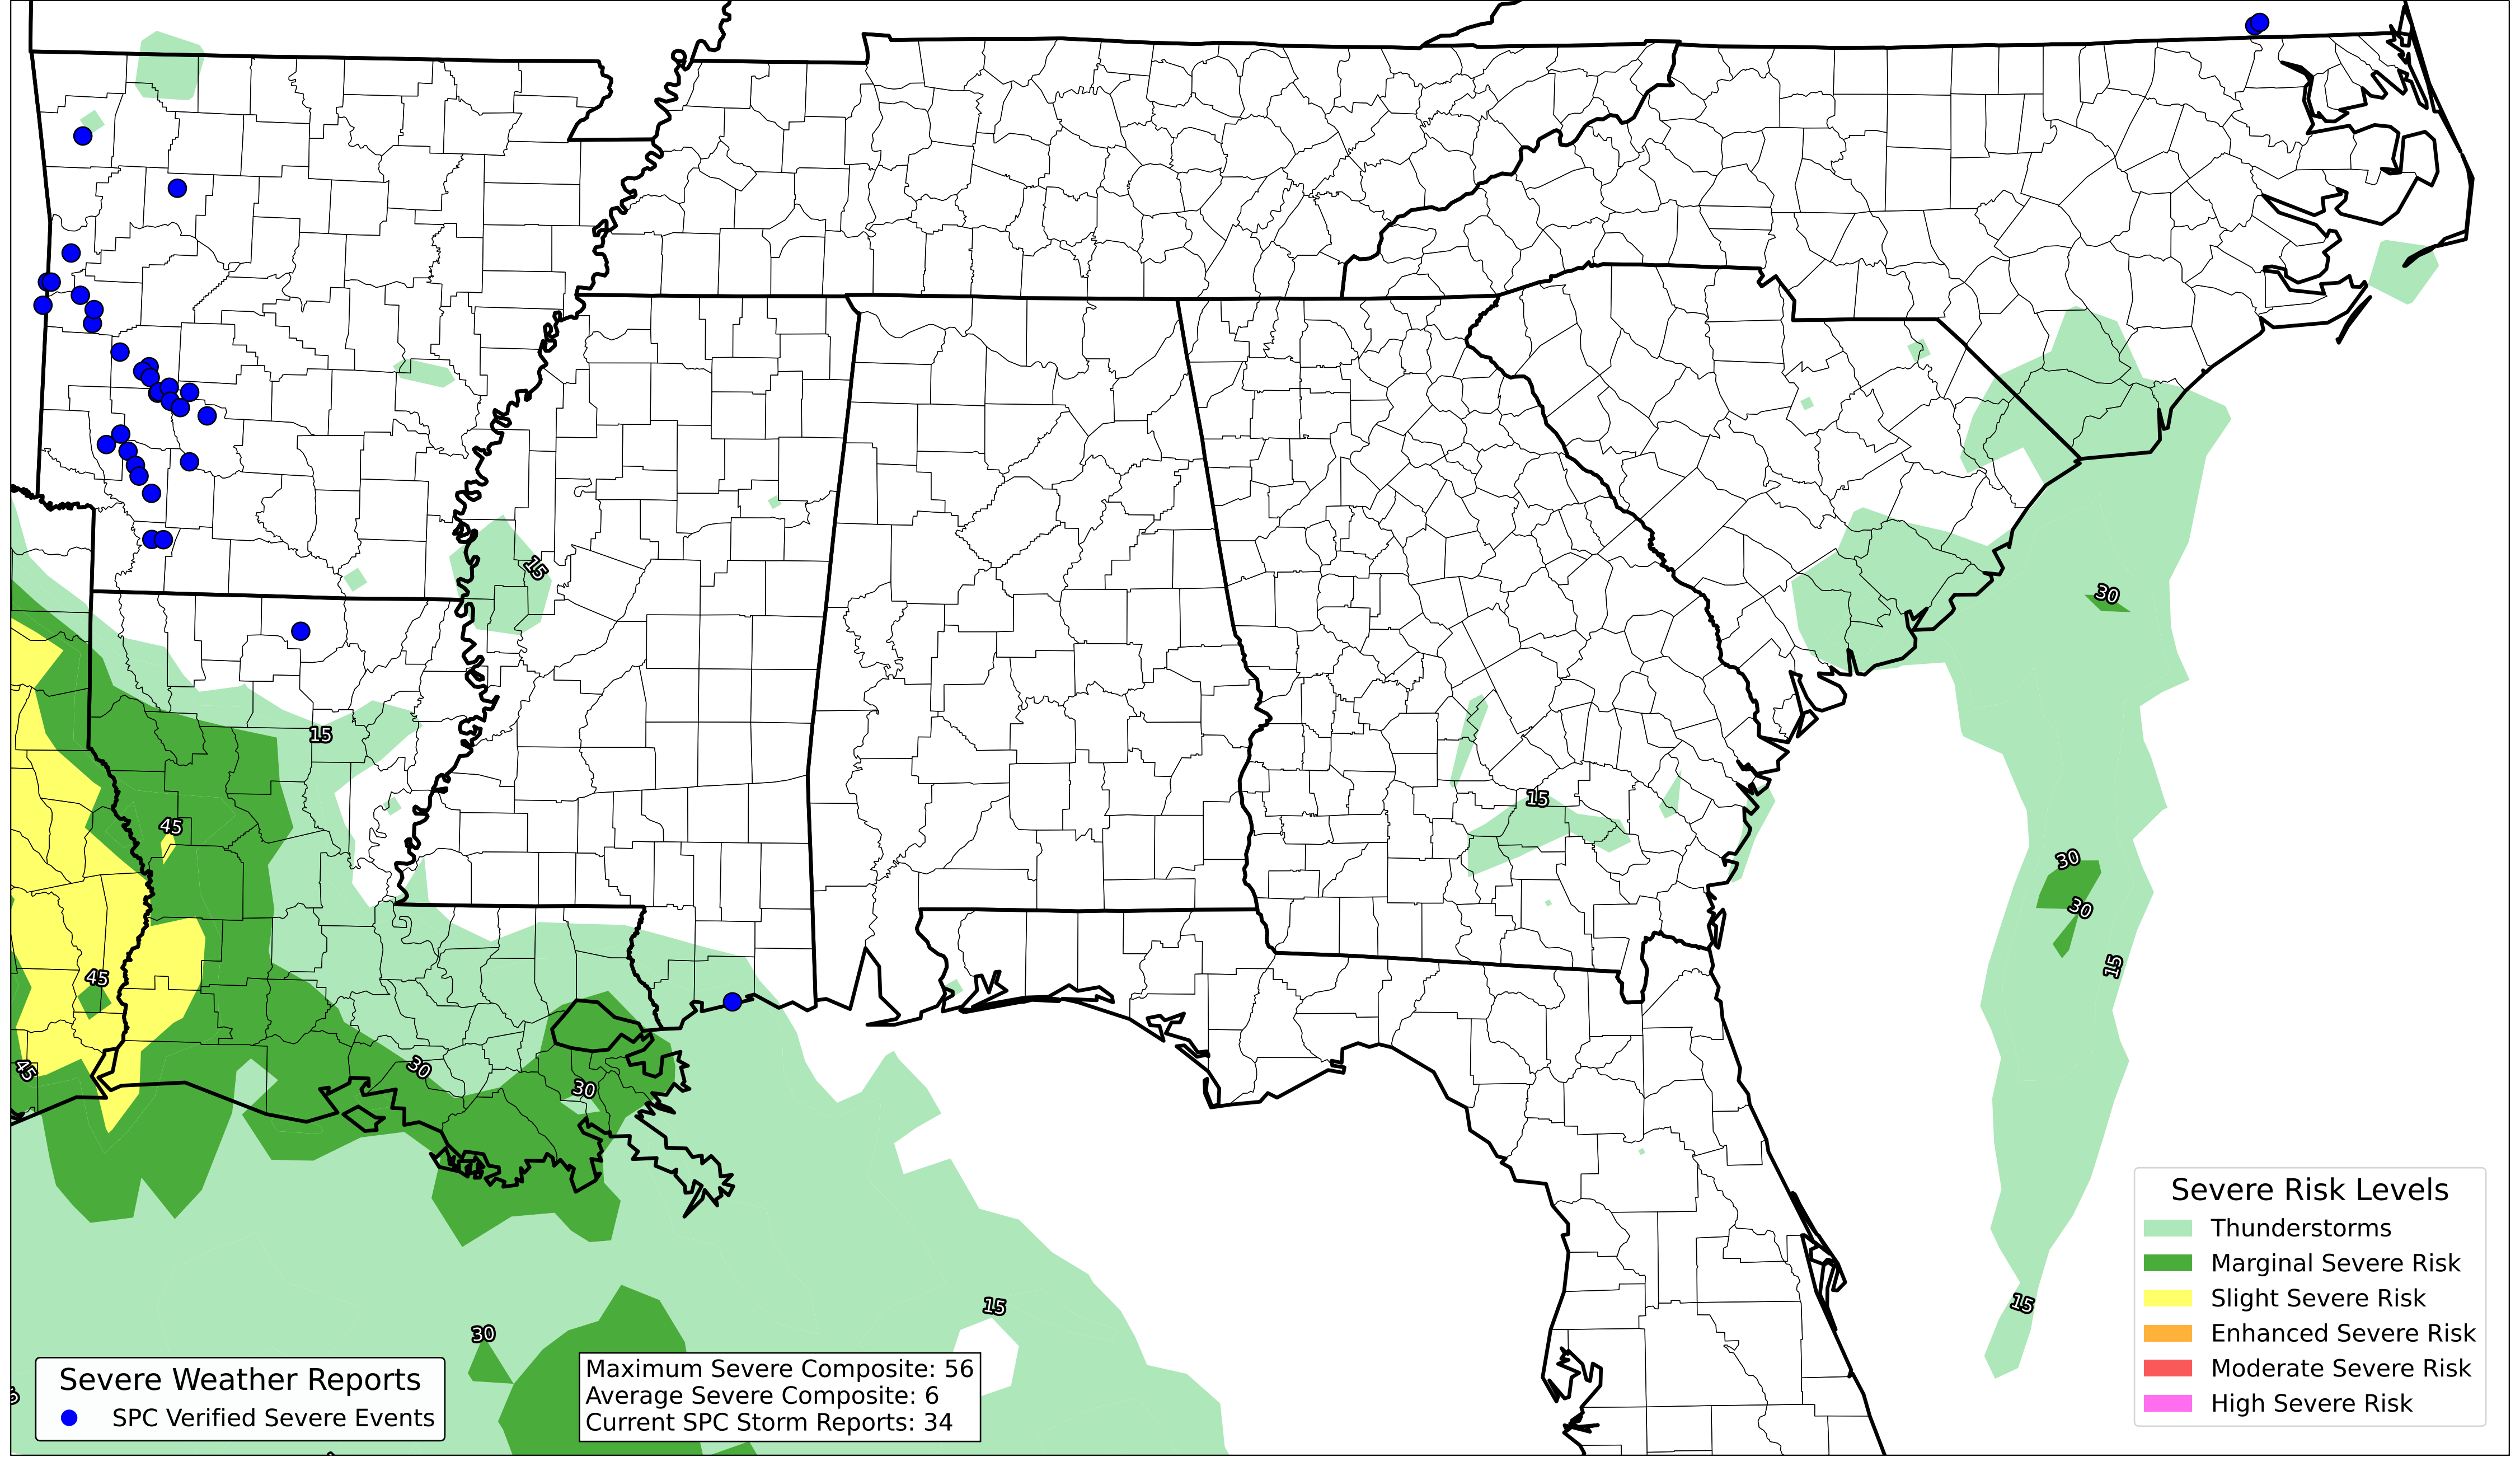 15
30
15
45
15
30
30
45
15
45
30
30
15
30
15
Severe Weather Reports
SPC Verified Severe Events
Maximum Severe Composite: 56
Average Severe Composite: 6
Current SPC Storm Reports: 34
Severe Risk Levels
Thunderstorms
Marginal Severe Risk
Slight Severe Risk
Enhanced Severe Risk
Moderate Severe Risk
High Severe Risk